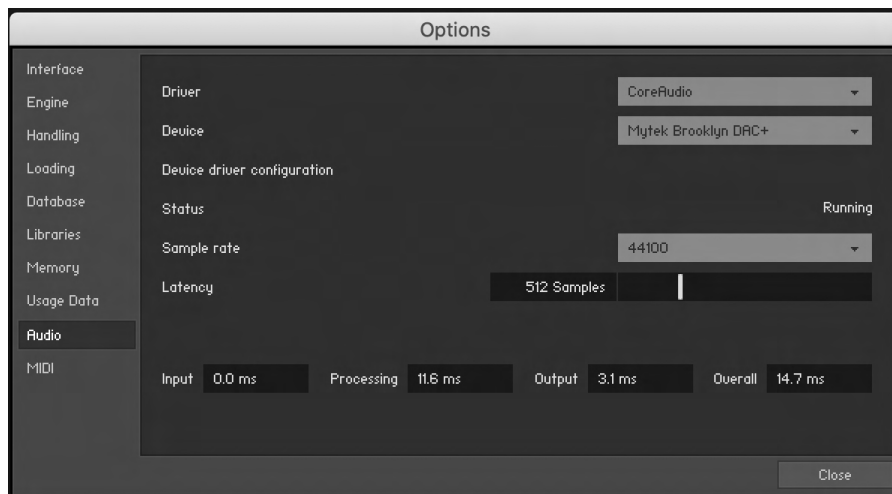 Options
Interface
Engine
Handling
Loading
Database
Libraries
Memory
Usage Data
Audio
MIDI
Driver CoreAudio
Device Mytek Brooklyn DAC+
Device driver configuration
Status Running
Sample rate 44100
Latency 512 Samples
Input 0.0 ms Processing 11.6 ms Output 3.1 ms Overall 14.7 ms
Close